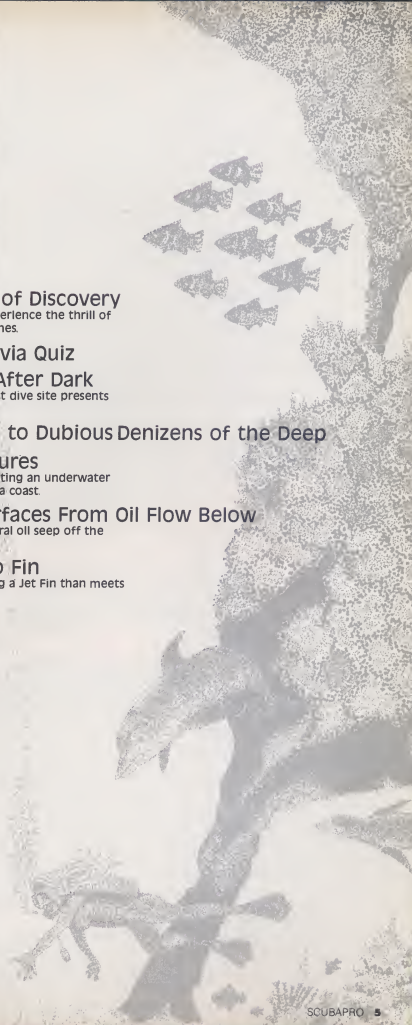 of Discovery
erience the thrill of
nes.
via Quiz
After Dark
t dive site presents
to Dubious Denizens of the Deep
ures
ting an underwater
a coast.
faces From Oil Flow Below
ral oil seep off the
o Fin
g a Jet Fin than meets
SCUBAPRO 5